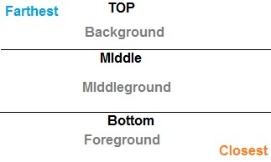 TOP
Farthest
Background
MIddle
MIddleground
Bottom
Foreground
Closest